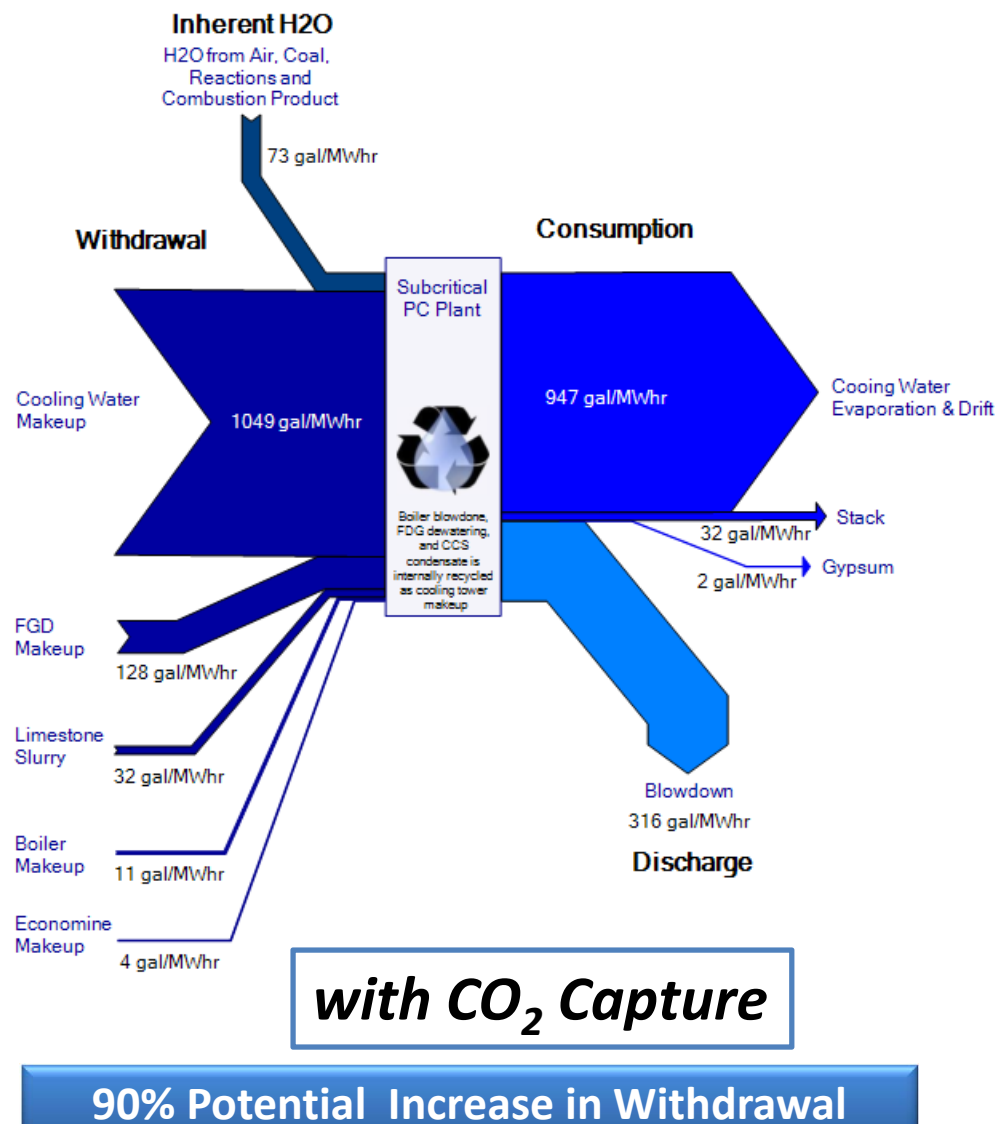 Inherent H2O
H2O from Air, Coal,
Reactions and
Combustion Product
73 gal/MWhr
Withdrawal
Consumption
Subcritical
PC Plant
Cooling Water
Makeup
1049 gal/MWhr
947 gal/MWhr
Cooing Water
Evaporation & Drift
Boiler blowdone,
FDG dewatering,
and CCS
condensate is
internally recycled
as cooling tower
makeup
Stack
32 gal/MWhr
Gypsum
2 gal/MWhr
FGD
Makeup
128 gal/MWhr
Limestone
Slurry
32 gal/MWhr
Blowdown
316 gal/MWhr
Discharge
Boiler
Makeup
11 gal/MWhr
Economine
Makeup
4 gal/MWhr
with CO2 Capture
90% Potential Increase in Withdrawal